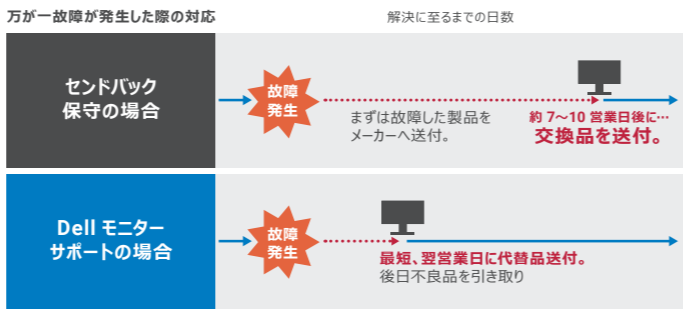 万が一故障が発生した際の対応
解決に至るまでの日数
センドバック
保守の場合
故障
発生
まずは故障した製品を
メーカーへ送付。
約 7〜10 営業日後に…
交換品を送付。
Dell モニター
サポートの場合
故障
発生
最短、翌営業日に代替品送付。
後日不良品を引き取り